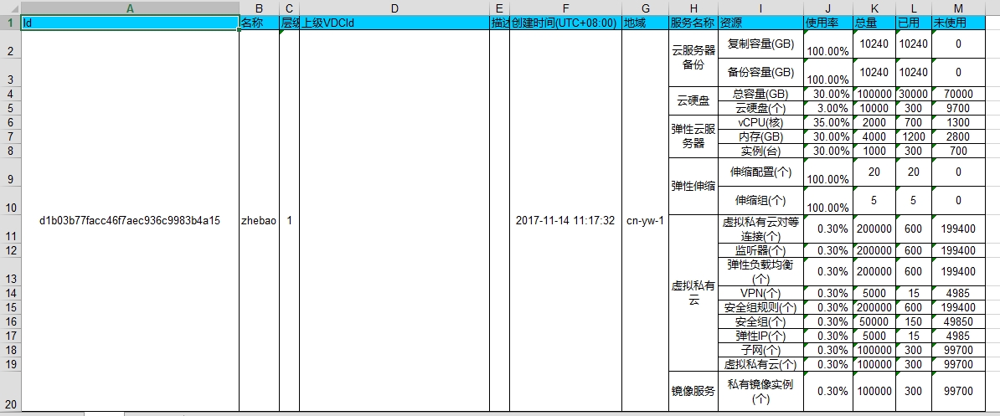 A B C D E F G H I J K L M
1 Id 名称 层级 上级VDCId 描述 创建时间(UTC+08:00) 地域 服务名称 资源 使用率 总量 已用 未使用
2 云服务器备份 复制容量(GB) 100.00% 10240 10240 0
3 备份容量(GB) 100.00% 10240 10240 0
4 云硬盘 总容量(GB) 30.00% 100000 30000 70000
5 云硬盘(个) 3.00% 10000 300 9700
6 弹性云服务器 vCPU(核) 35.00% 2000 700 1300
7 内存(GB) 30.00% 4000 1200 2800
8 实例(台) 30.00% 1000 300 700
9 弹性伸缩 伸缩配置(个) 100.00% 20 20 0
10 伸缩组(个) 100.00% 5 5 0
d1b03b77facc46f7aec936c9983b4a15 zhebao 1 2017-11-14 11:17:32 cn-yw-1
11 虚拟私有云 虚拟私有云对等连接(个) 0.30% 200000 600 199400
12 监听器(个) 0.30% 200000 600 199400
13 弹性负载均衡(个) 0.30% 200000 600 199400
14 VPN(个) 0.30% 5000 15 4985
15 安全组规则(个) 0.30% 200000 600 199400
16 安全组(个) 0.30% 50000 150 49850
17 弹性IP(个) 0.30% 5000 15 4985
18 子网(个) 0.30% 100000 300 99700
19 虚拟私有云(个) 0.30% 100000 300 99700
20 镜像服务 私有镜像实例(个) 0.30% 100000 300 99700